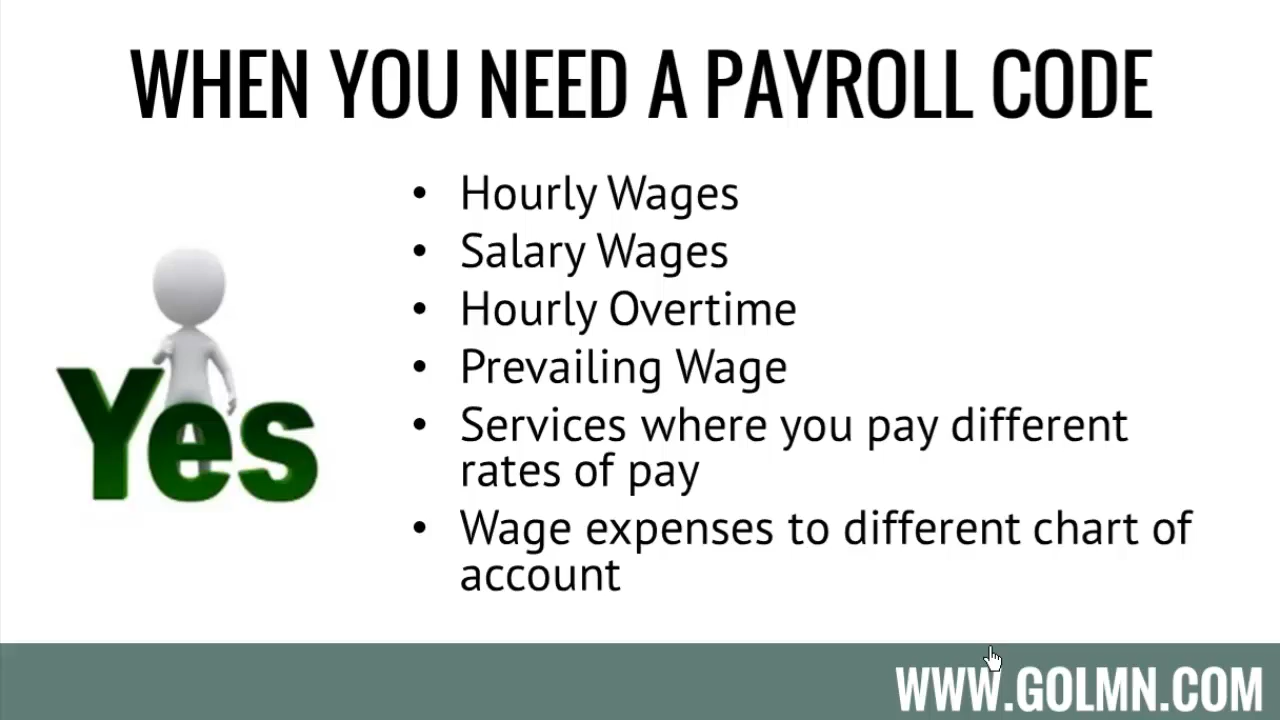 WHEN YOU NEED A PAYROLL CODE
• Hourly Wages
• Salary Wages
• Hourly Overtime
• Prevailing Wage
• Services where you pay different
rates of pay
• Wage expenses to different chart of
account
Yes
WWW.GOLMN.COM